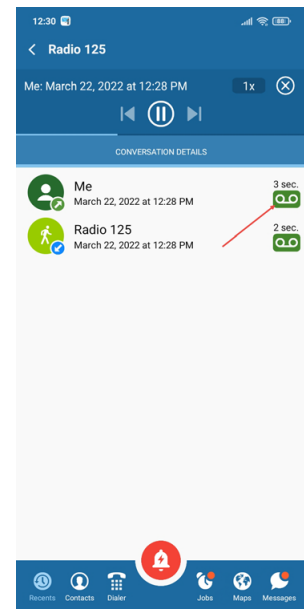 12:30
88
Radio 125
Me: March 22, 2022 at 12:28 PM
1x
CONVERSATION DETAILS
Me
3 sec.
March 22, 2022 at 12:28 PM
Radio 125
2 sec.
March 22, 2022 at 12:28 PM
Recents Contacts Dialer Jobs Maps Messages